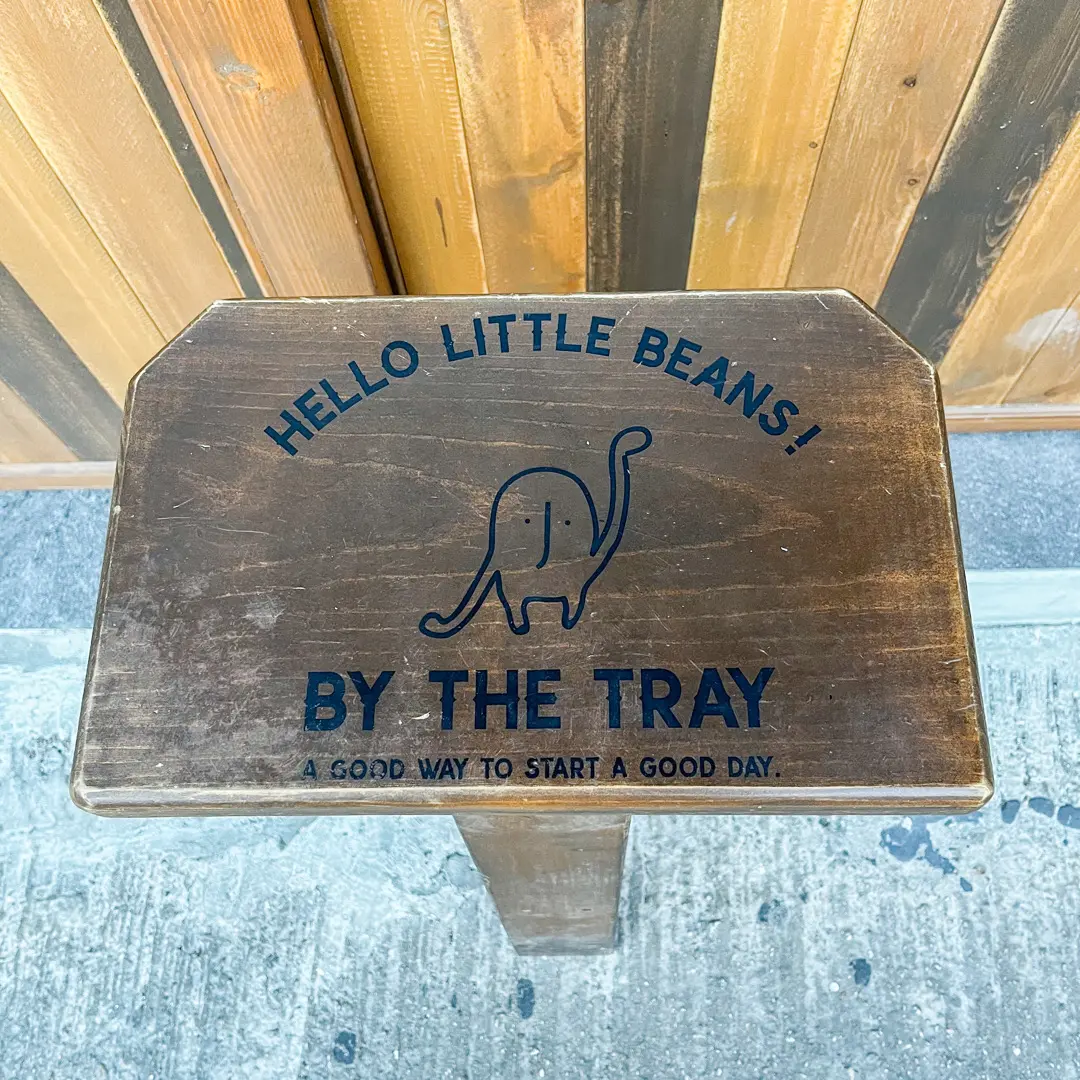 HELLO LITTLE BEANS!
BY THE TRAY
A GOOD WAY TO START A GOOD DAY.